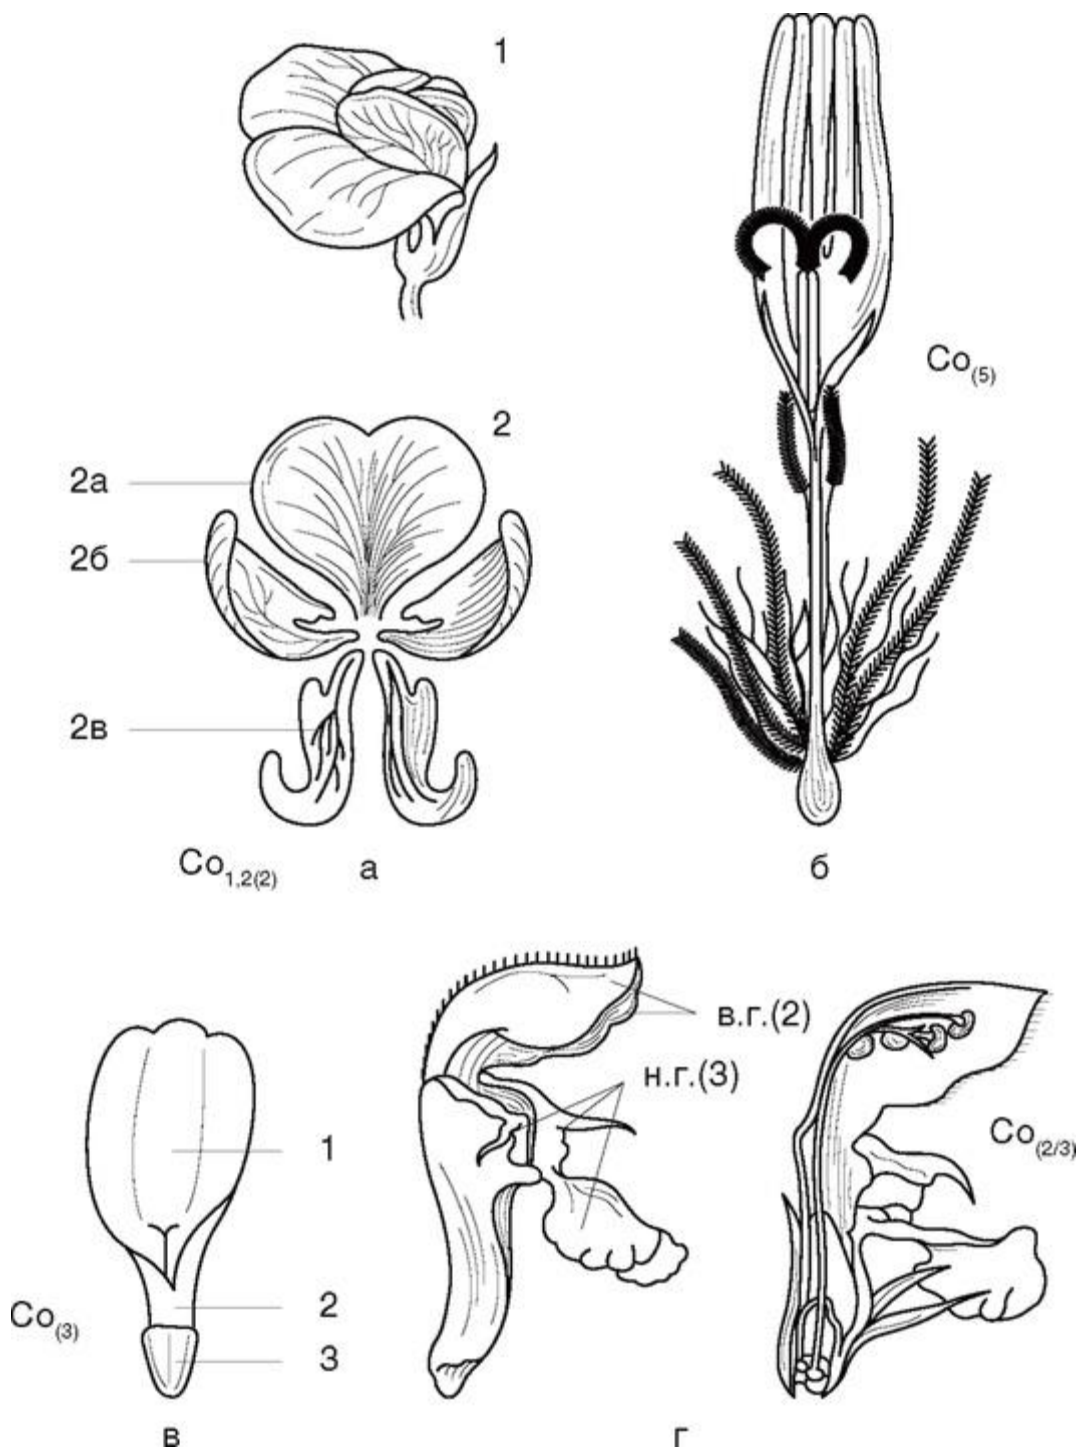 1
2
2а
2б
2в
Co1,2(2)
а
Co(5)
б
1
2
3
Co(3)
в
в.г.(2)
н.г.(3)
Co(2/3)
г